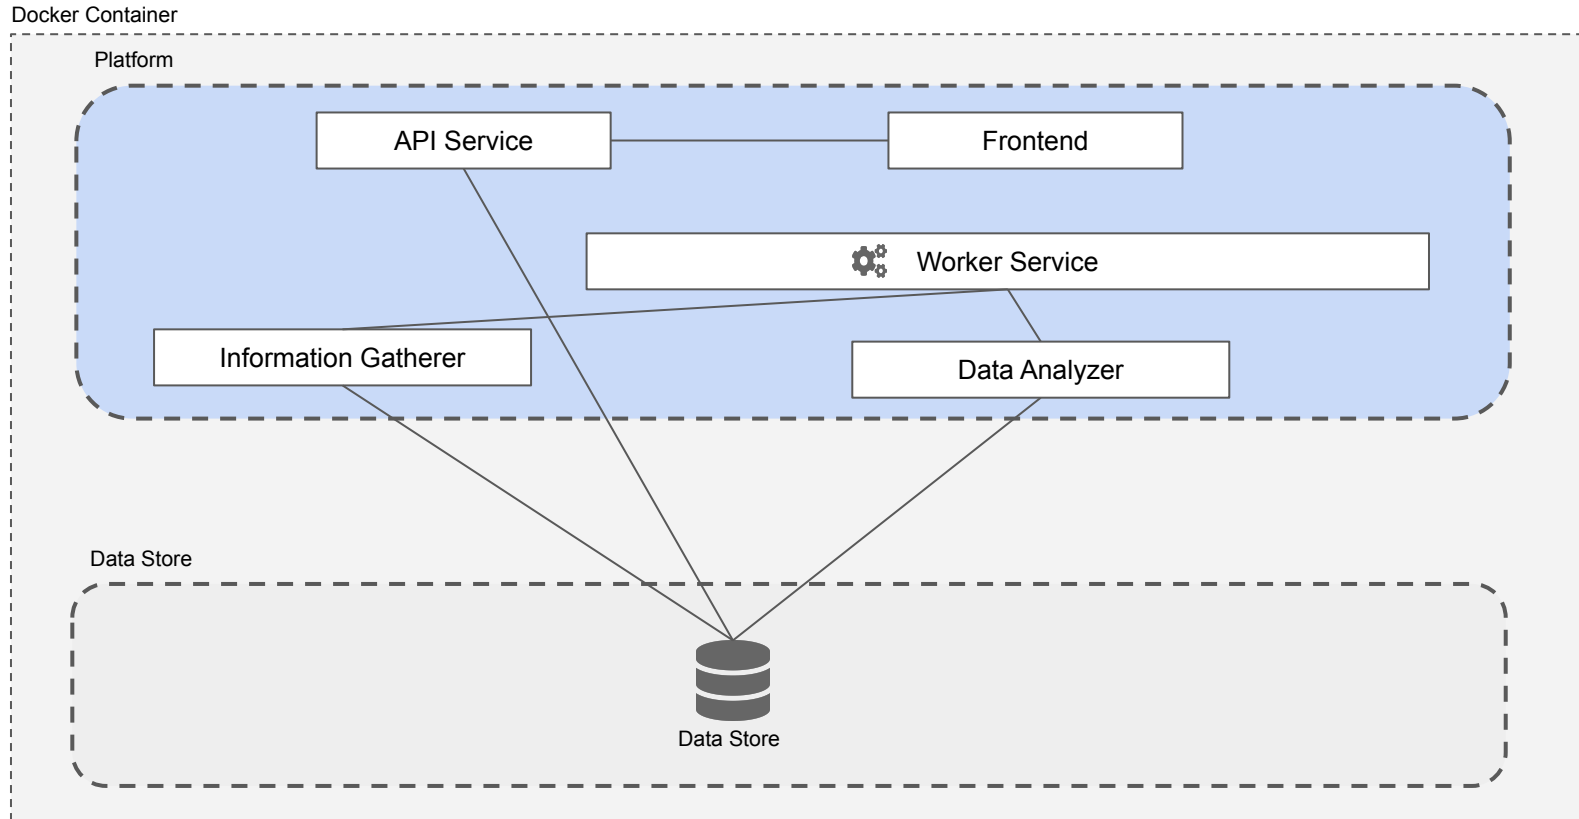 Docker Container
Platform
API Service
Frontend
Worker Service
Information Gatherer
Data Analyzer
Data Store
Data Store